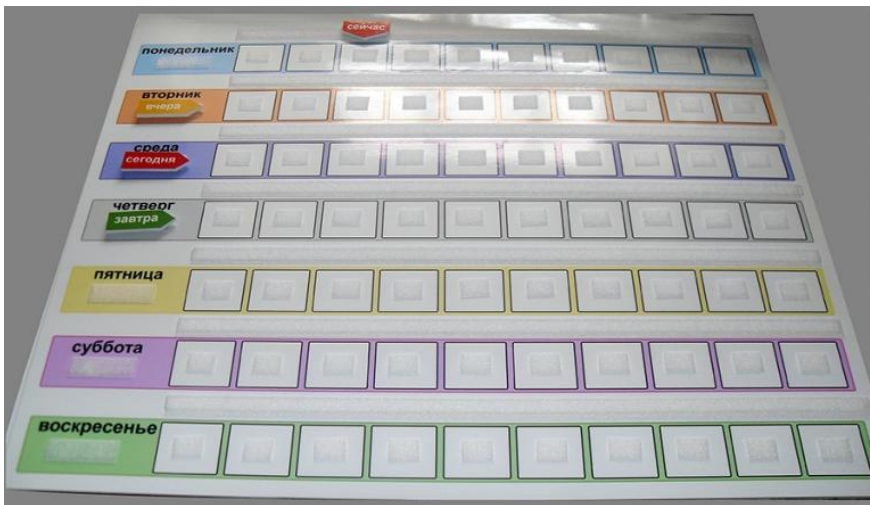 сейчас
понедельник
вторник
вчера
среда
сегодня
четверг
завтра
пятница
суббота
воскресенье